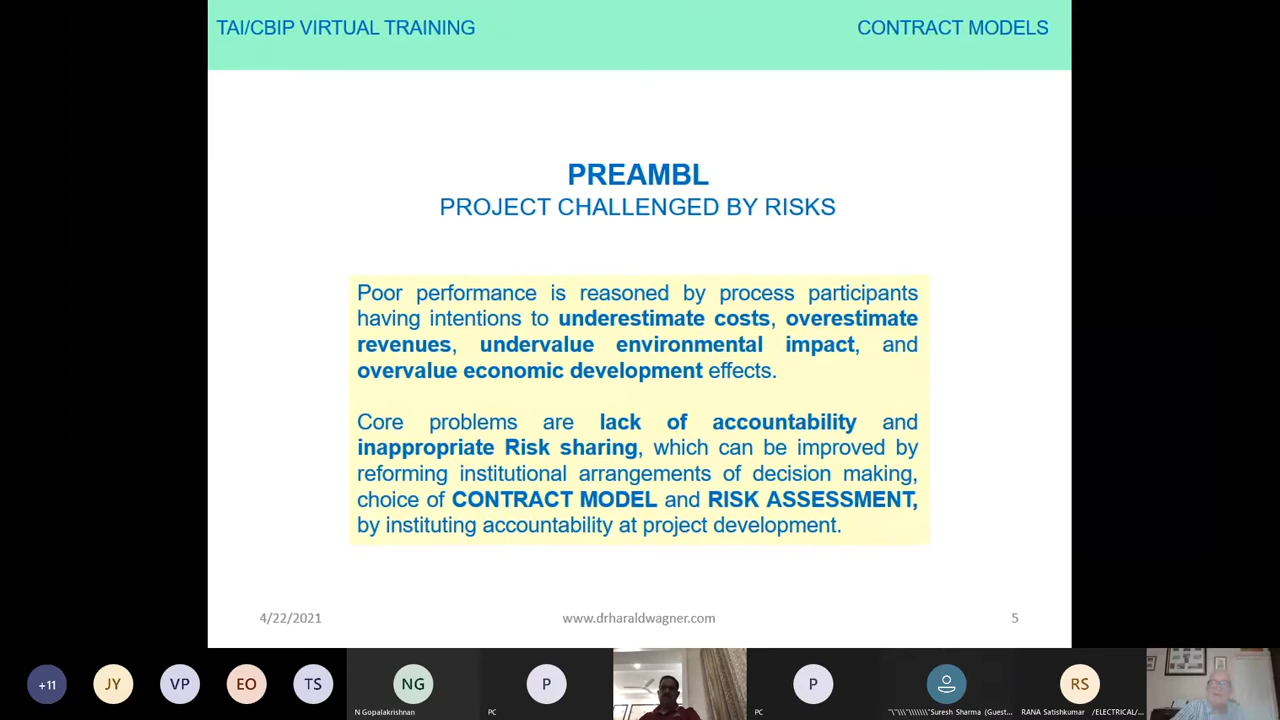 TAI/CBIP VIRTUAL TRAINING
CONTRACT MODELS
PREAMBL
PROJECT CHALLENGED BY RISKS
Poor performance is reasoned by process participants
having intentions to underestimate costs, overestimate
revenues, undervalue environmental impact, and
overvalue economic development effects.
Core problems are lack of accountability and
inappropriate Risk sharing, which can be improved by
reforming institutional arrangements of decision making,
choice of CONTRACT MODEL and RISK ASSESSMENT,
by instituting accountability at project development.
4/22/2021
www.drharaldwagner.com
5
+11
JY
VP
EO
TS
NG
N Gopalakrishnan
P
PC
P
PC
"\"\\\"\\\\\\\"Suresh Sharma (Guest...
RS
RANA Satishkumar /ELECTRICAL/...